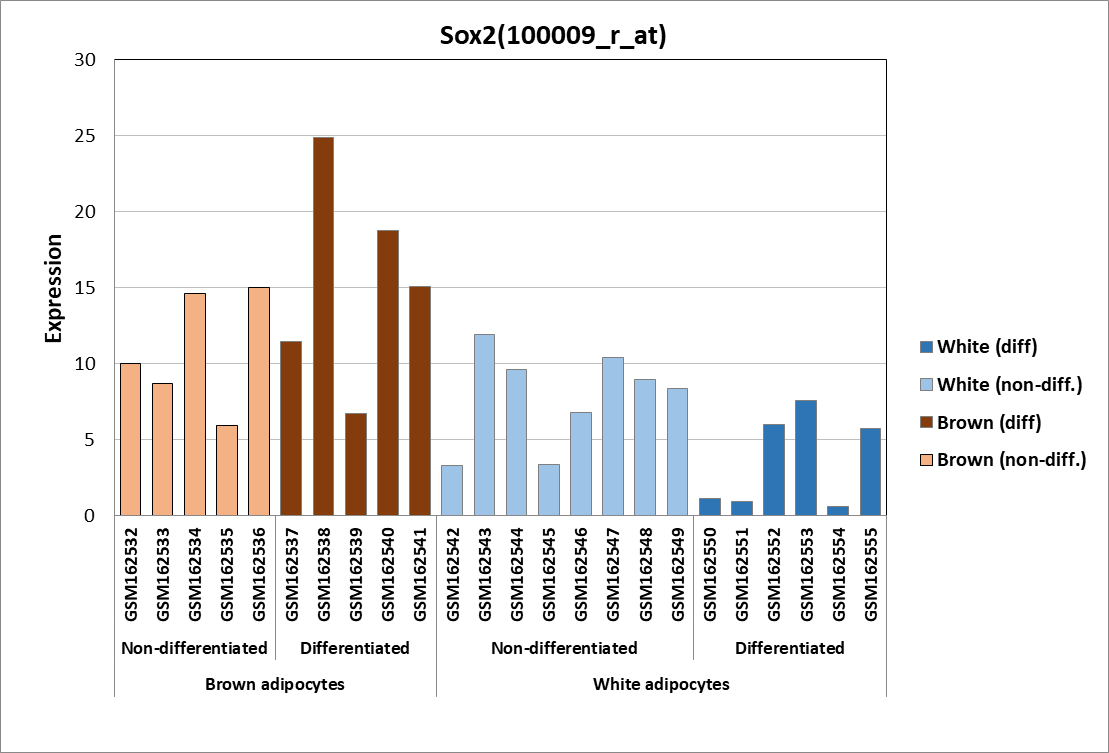 Sox2(100009_r_at)
30
25
20
15
10
5
0
Expression
GSM162532
GSM162533
GSM162534
GSM162535
GSM162536
GSM162537
GSM162538
GSM162539
GSM162540
GSM162541
GSM162542
GSM162543
GSM162544
GSM162545
GSM162546
GSM162547
GSM162548
GSM162549
GSM162550
GSM162551
GSM162552
GSM162553
GSM162554
GSM162555
Non-differentiated
Differentiated
Non-differentiated
Differentiated
Brown adipocytes
White adipocytes
White (diff)
White (non-diff.)
Brown (diff)
Brown (non-diff.)